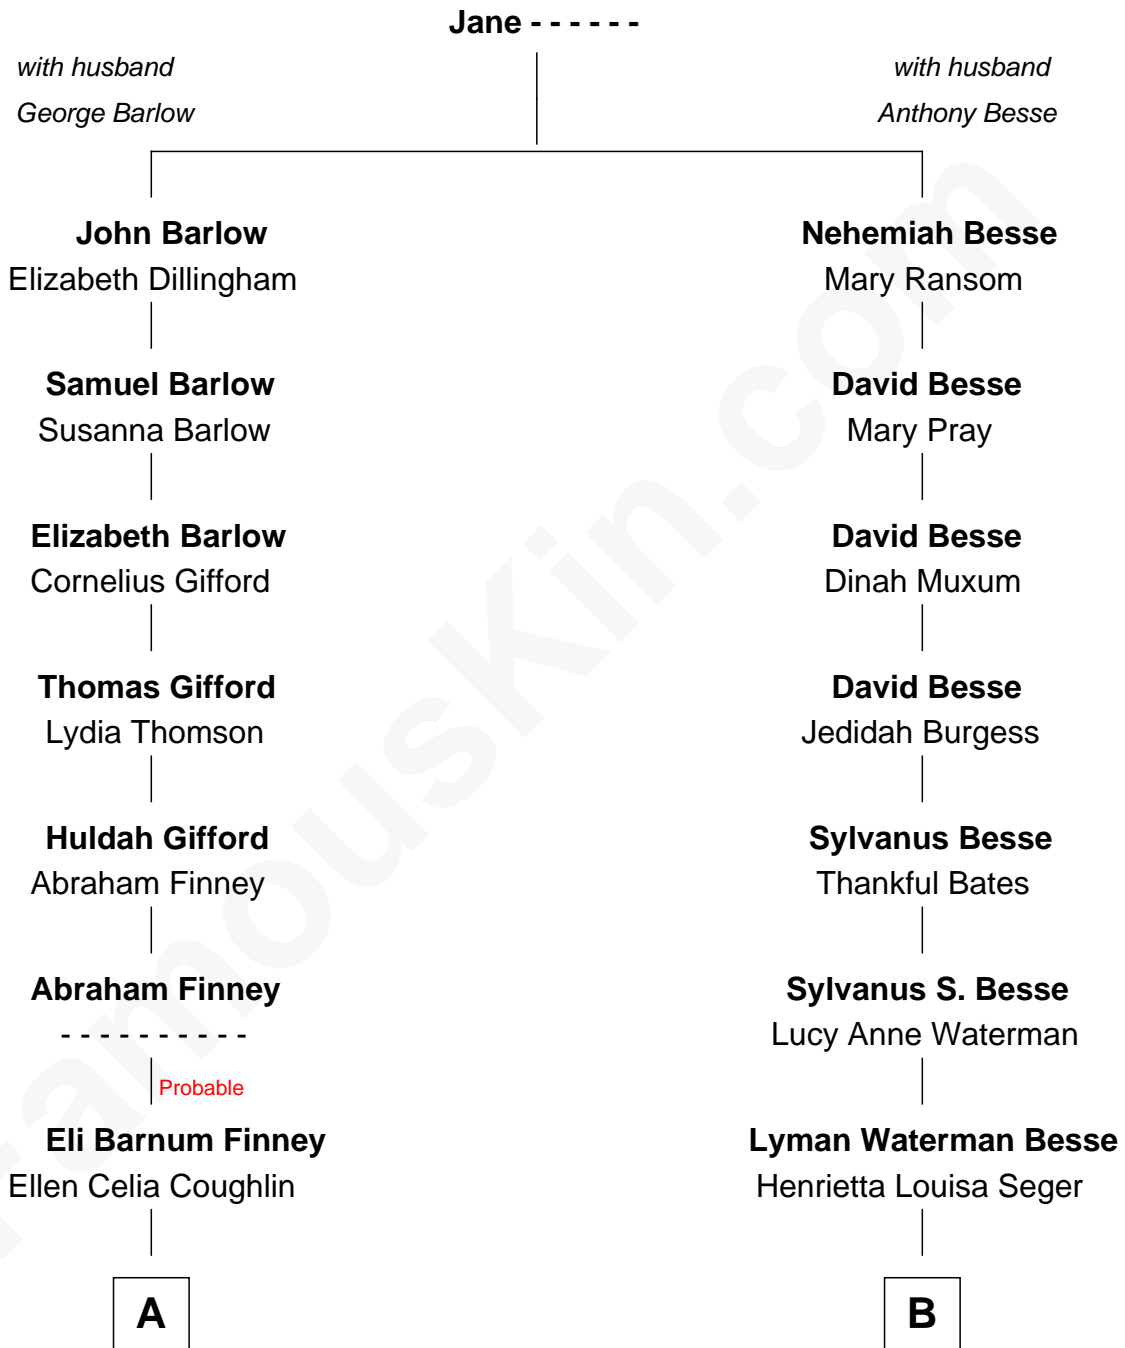 Jane - - - - - -
with husband
George Barlow
with husband
Anthony Besse
John Barlow
Elizabeth Dillingham
Nehemiah Besse
Mary Ransom
Samuel Barlow
Susanna Barlow
David Besse
Mary Pray
Elizabeth Barlow
Cornelius Gifford
David Besse
Dinah Muxum
Thomas Gifford
Lydia Thomson
David Besse
Jedidah Burgess
Huldah Gifford
Abraham Finney
Sylvanus Besse
Thankful Bates
Abraham Finney
- - - - - - - - - -
Sylvanus S. Besse
Lucy Anne Waterman
Probable
Eli Barnum Finney
Ellen Celia Coughlin
Lyman Waterman Besse
Henrietta Louisa Seger
A
B
FamousKin.com